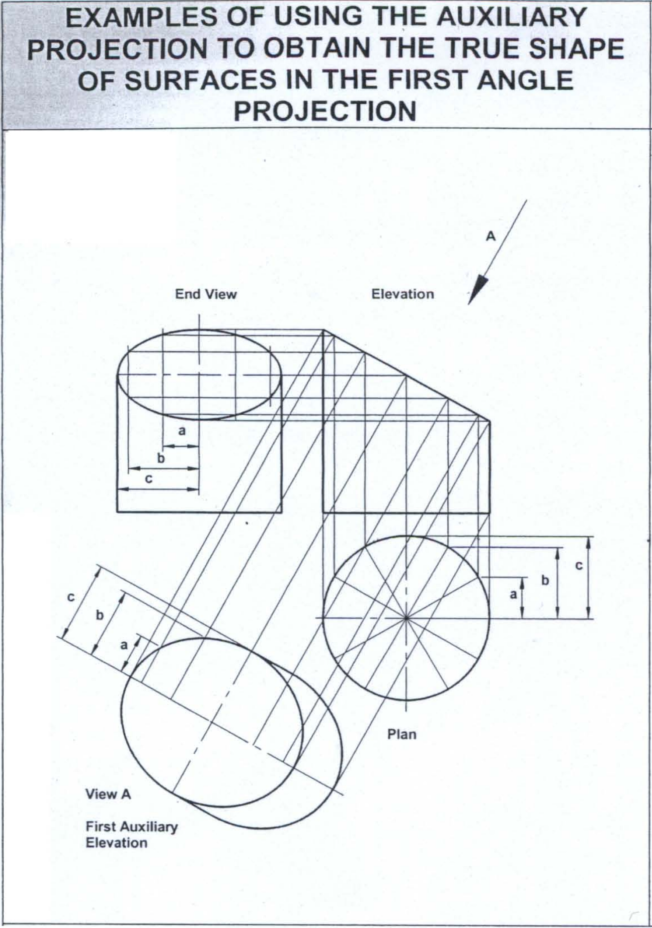 EXAMPLES OF USING THE AUXILIARY
PROJECTION TO OBTAIN THE TRUE SHAPE
OF SURFACES IN THE FIRST ANGLE
PROJECTION
A
End View
Elevation
a
b
c
c
b
a
c
b
a
Plan
View A
First Auxiliary
Elevation